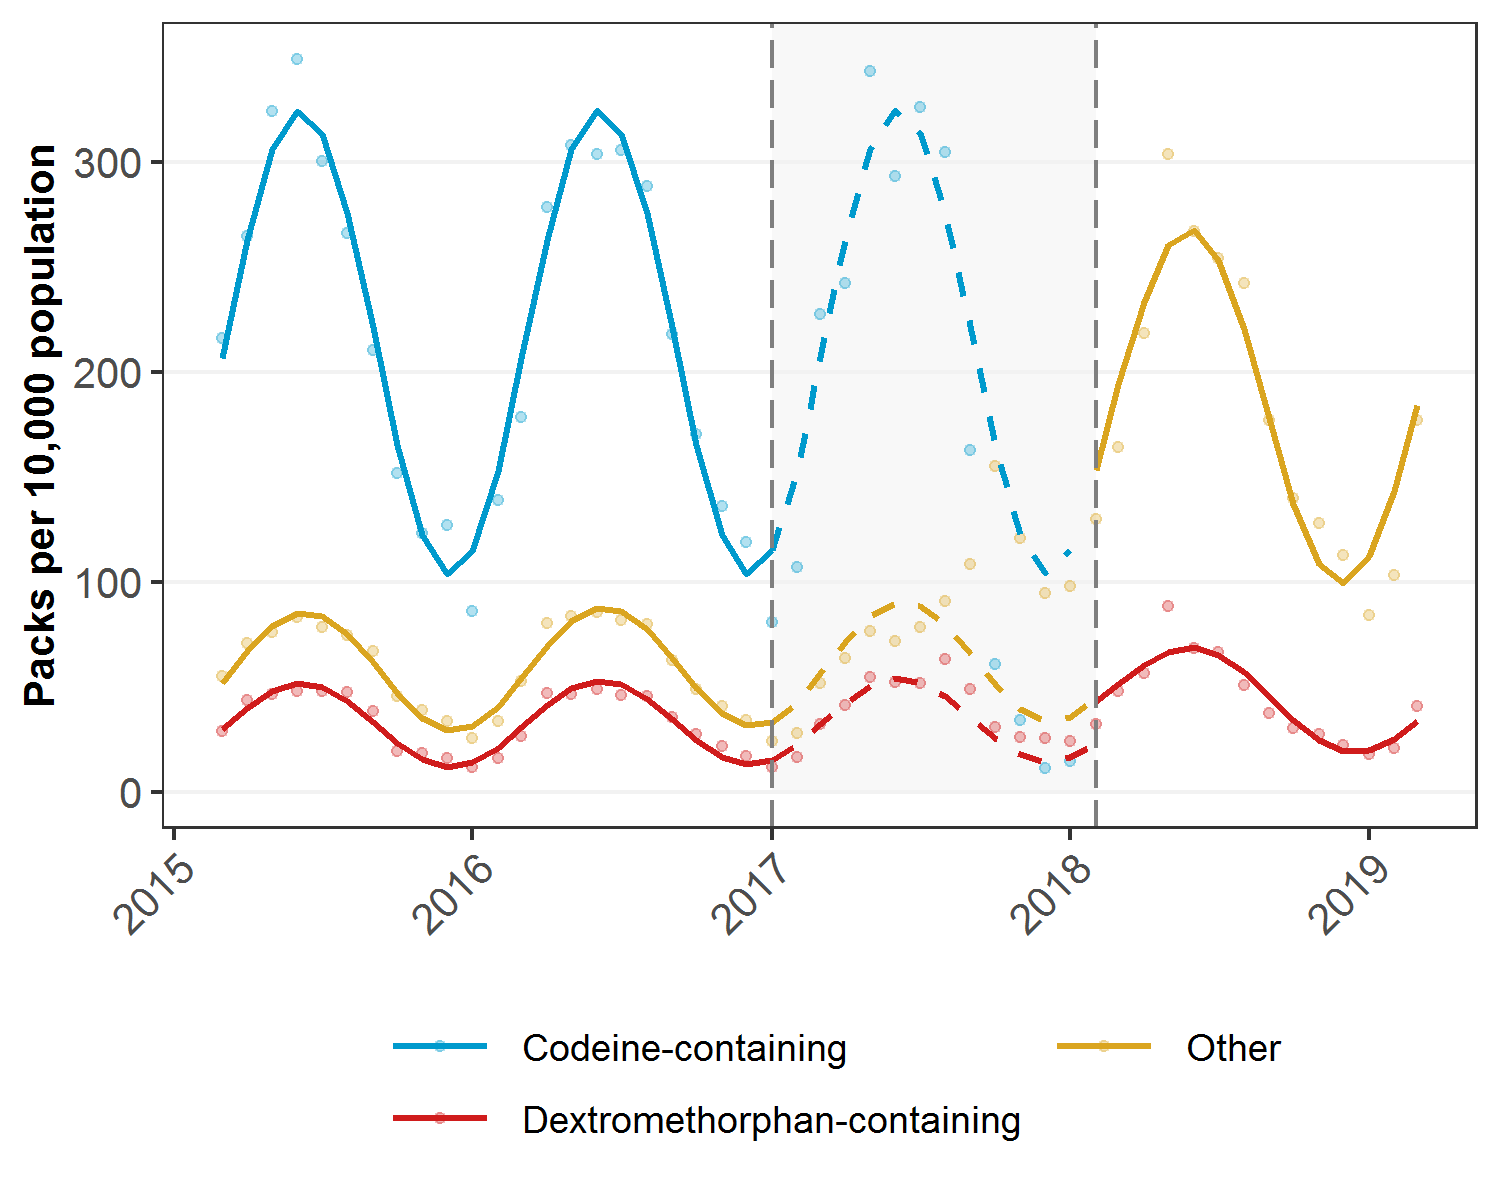 Packs per 10,000 population
300
200
100
0
2015
2016
2017
2018
2019
Codeine-containing
Other
Dextromethorphan-containing